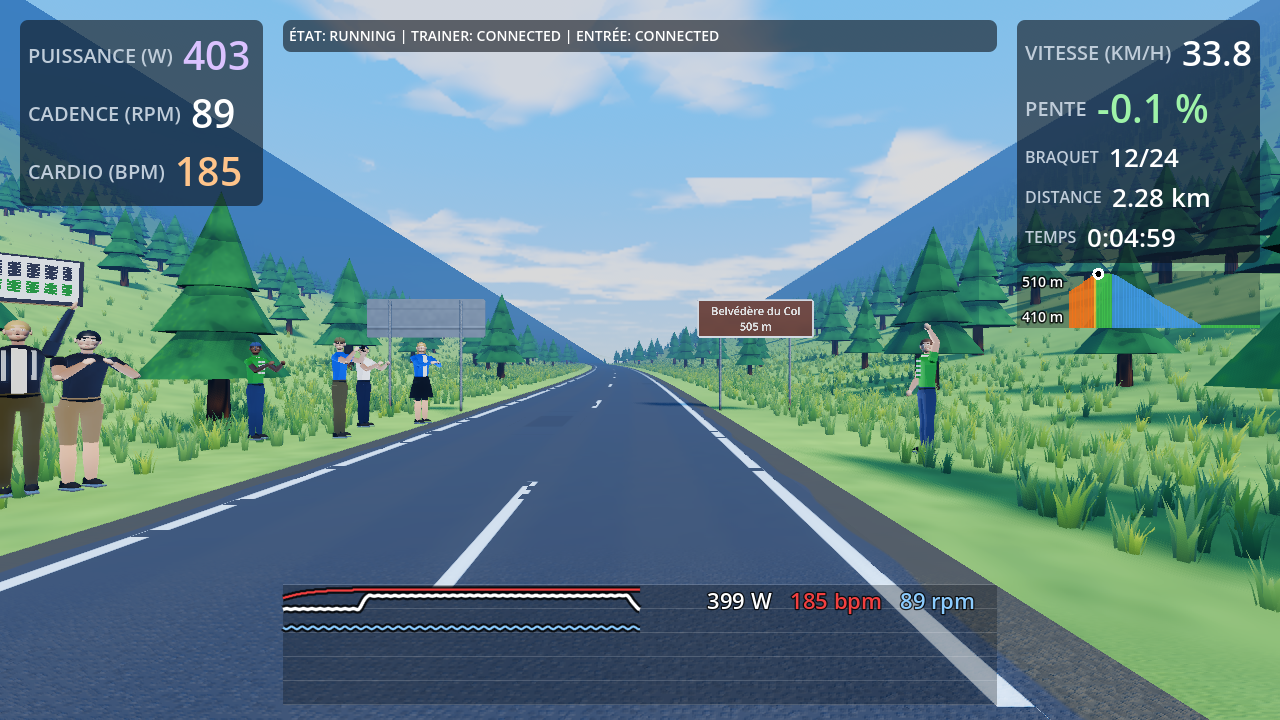 PUISSANCE (W) 403
CADENCE (RPM) 89
CARDIO (BPM) 185
ÉTAT: RUNNING | TRAINER: CONNECTED | ENTRÉE: CONNECTED
VITESSE (KM/H) 33.8
PENTE -0.1 %
BRAQUET 12/24
DISTANCE 2.28 km
TEMPS 0:04:59
510 m
410 m
Belvédère du Col
505 m
399 W 185 bpm 89 rpm